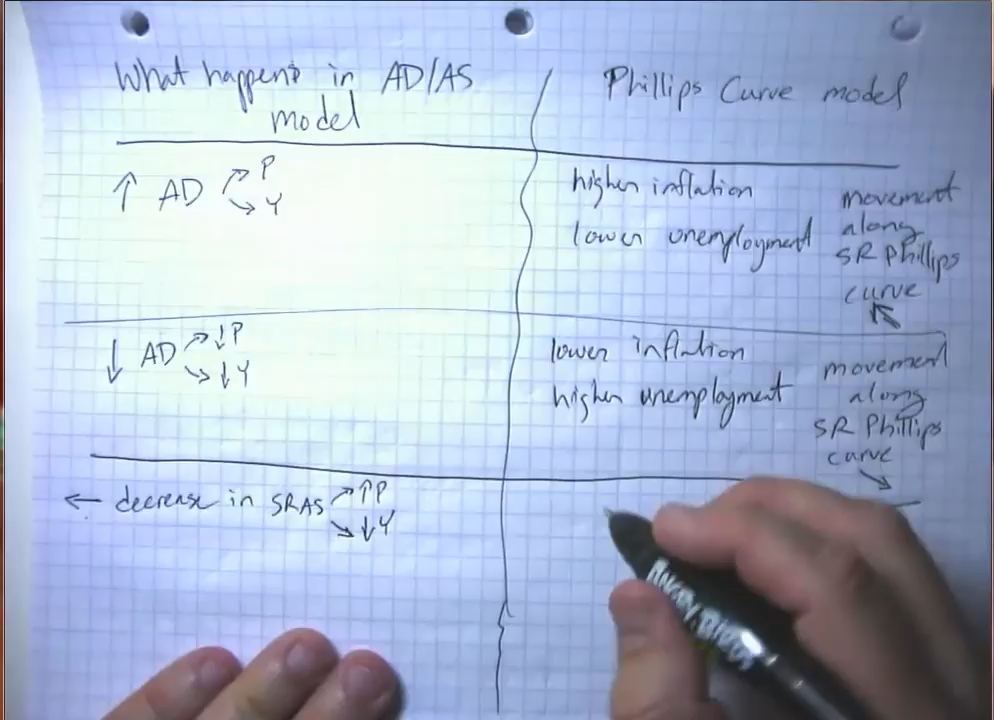 What happens in AD/AS
model
Phillips Curve model
↑ AD ↗ P
↘ Y
higher inflation
lower unemployment
movement
along
SR Phillips
curve
↖
↓ AD ↗ ↓P
↘ ↓Y
lower inflation
higher unemployment
movement
along
SR Phillips
curve
↘
← decrease in SRAS ↗ ↑P
↘ ↓Y
ANGRY BIRDS